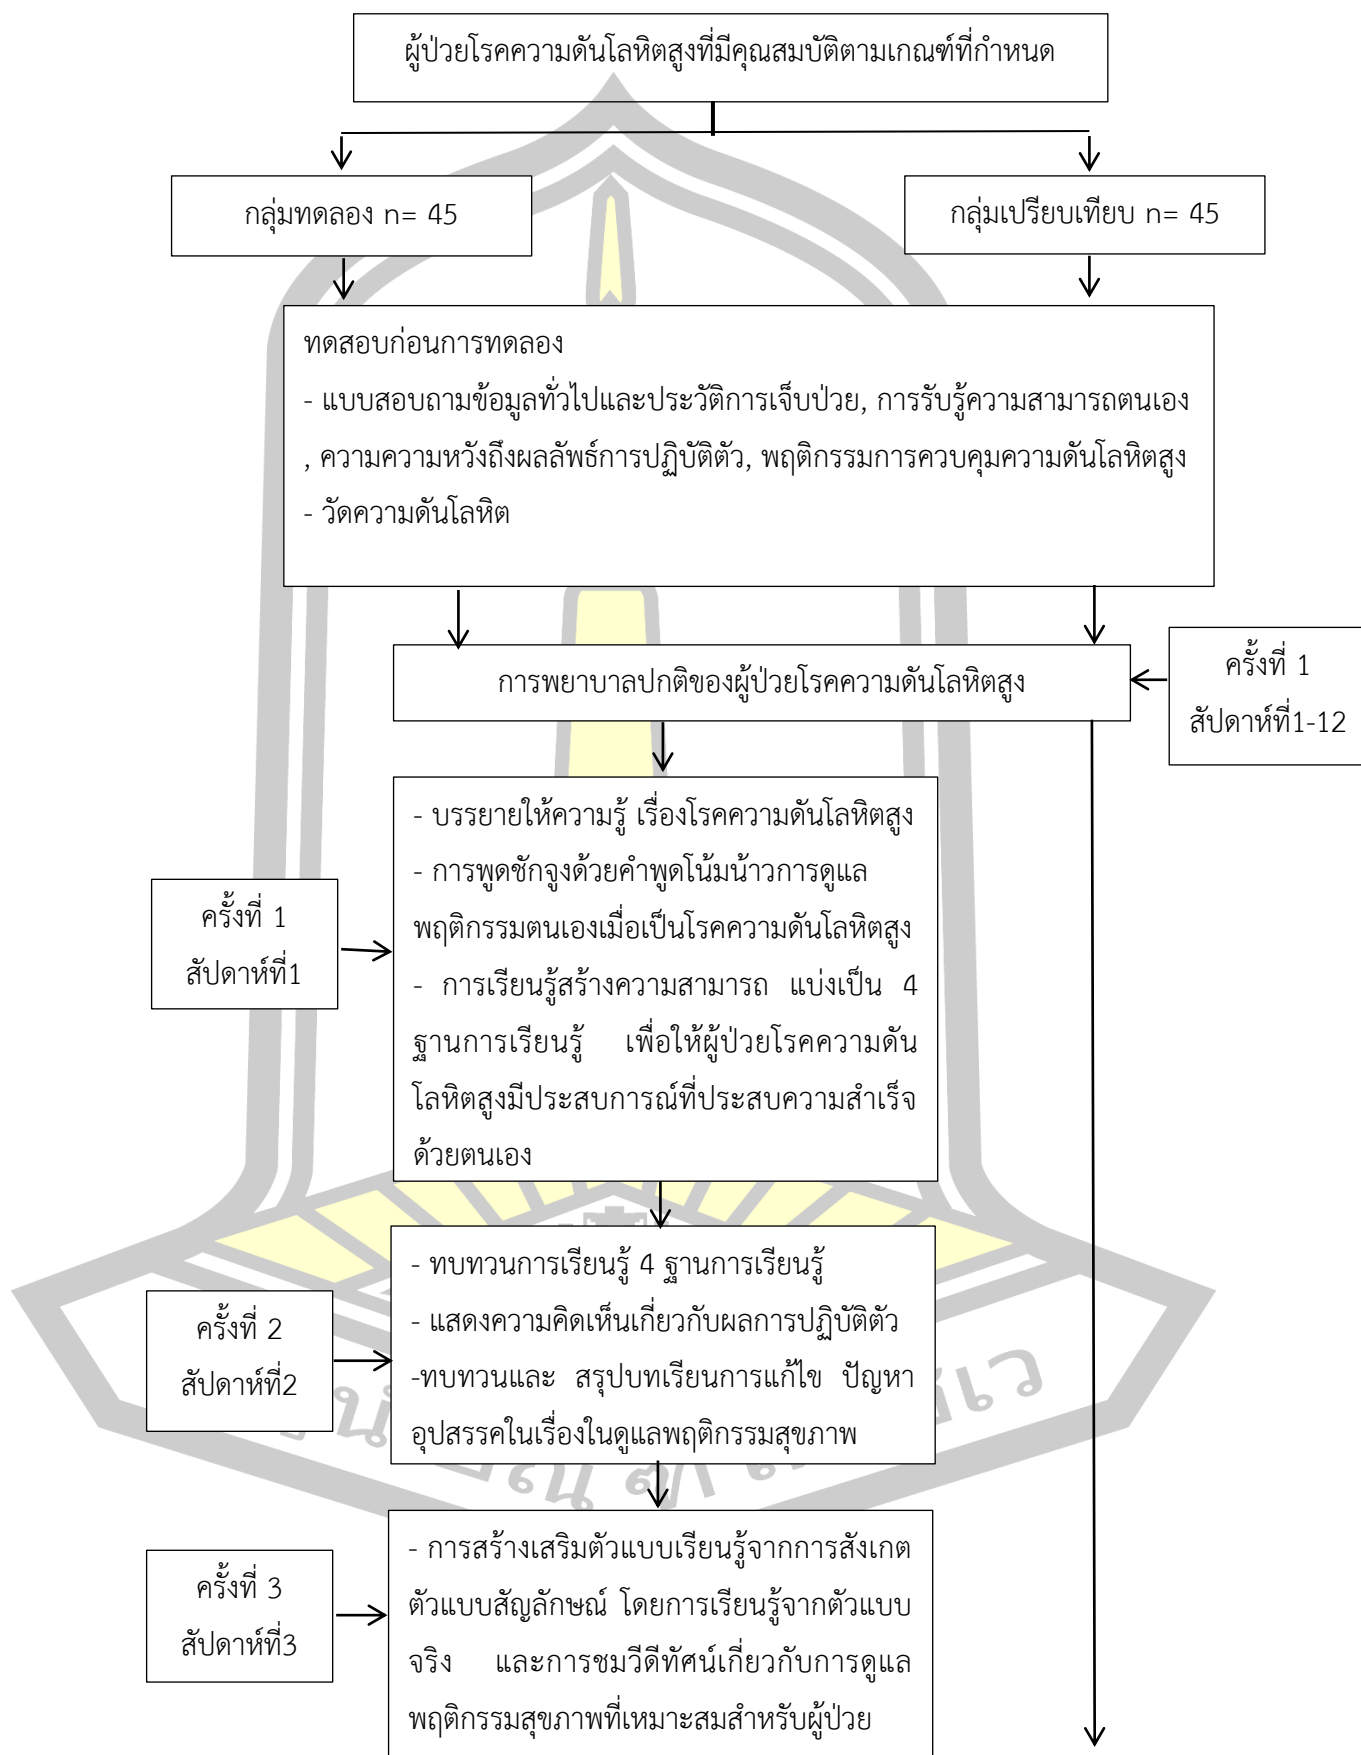 ผู้ป่วยโรคความดันโลหิตสูงที่มีคุณสมบัติตามเกณฑ์ที่กำหนด
กลุ่มทดลอง n= 45
กลุ่มเปรียบเทียบ n= 45
ทดสอบก่อนการทดลอง
- แบบสอบถามข้อมูลทั่วไปและประวัติการเจ็บป่วย, การรับรู้ความสามารถตนเอง
, ความความหวังถึงผลลัพธ์การปฏิบัติตัว, พฤติกรรมการควบคุมความดันโลหิตสูง
- วัดความดันโลหิต
การพยาบาลปกติของผู้ป่วยโรคความดันโลหิตสูง
ครั้งที่ 1
สัปดาห์ที่1-12
- บรรยายให้ความรู้ เรื่องโรคความดันโลหิตสูง
- การพูดชักจูงด้วยคำพูดโน้มน้าวการดูแล
พฤติกรรมตนเองเมื่อเป็นโรคความดันโลหิตสูง
- การเรียนรู้สร้างความสามารถ แบ่งเป็น 4
ฐานการเรียนรู้ เพื่อให้ผู้ป่วยโรคความดัน
โลหิตสูงมีประสบการณ์ที่ประสบความสำเร็จ
ด้วยตนเอง
ครั้งที่ 1
สัปดาห์ที่1
- ทบทวนการเรียนรู้ 4 ฐานการเรียนรู้
- แสดงความคิดเห็นเกี่ยวกับผลการปฏิบัติตัว
-ทบทวนและ สรุปบทเรียนการแก้ไข ปัญหา
อุปสรรคในเรื่องในดูแลพฤติกรรมสุขภาพ
ครั้งที่ 2
สัปดาห์ที่2
- การสร้างเสริมตัวแบบเรียนรู้จากการสังเกต
ตัวแบบสัญลักษณ์ โดยการเรียนรู้จากตัวแบบ
จริง และการชมวีดีทัศน์เกี่ยวกับการดูแล
พฤติกรรมสุขภาพที่เหมาะสมสำหรับผู้ป่วย
ครั้งที่ 3
สัปดาห์ที่3